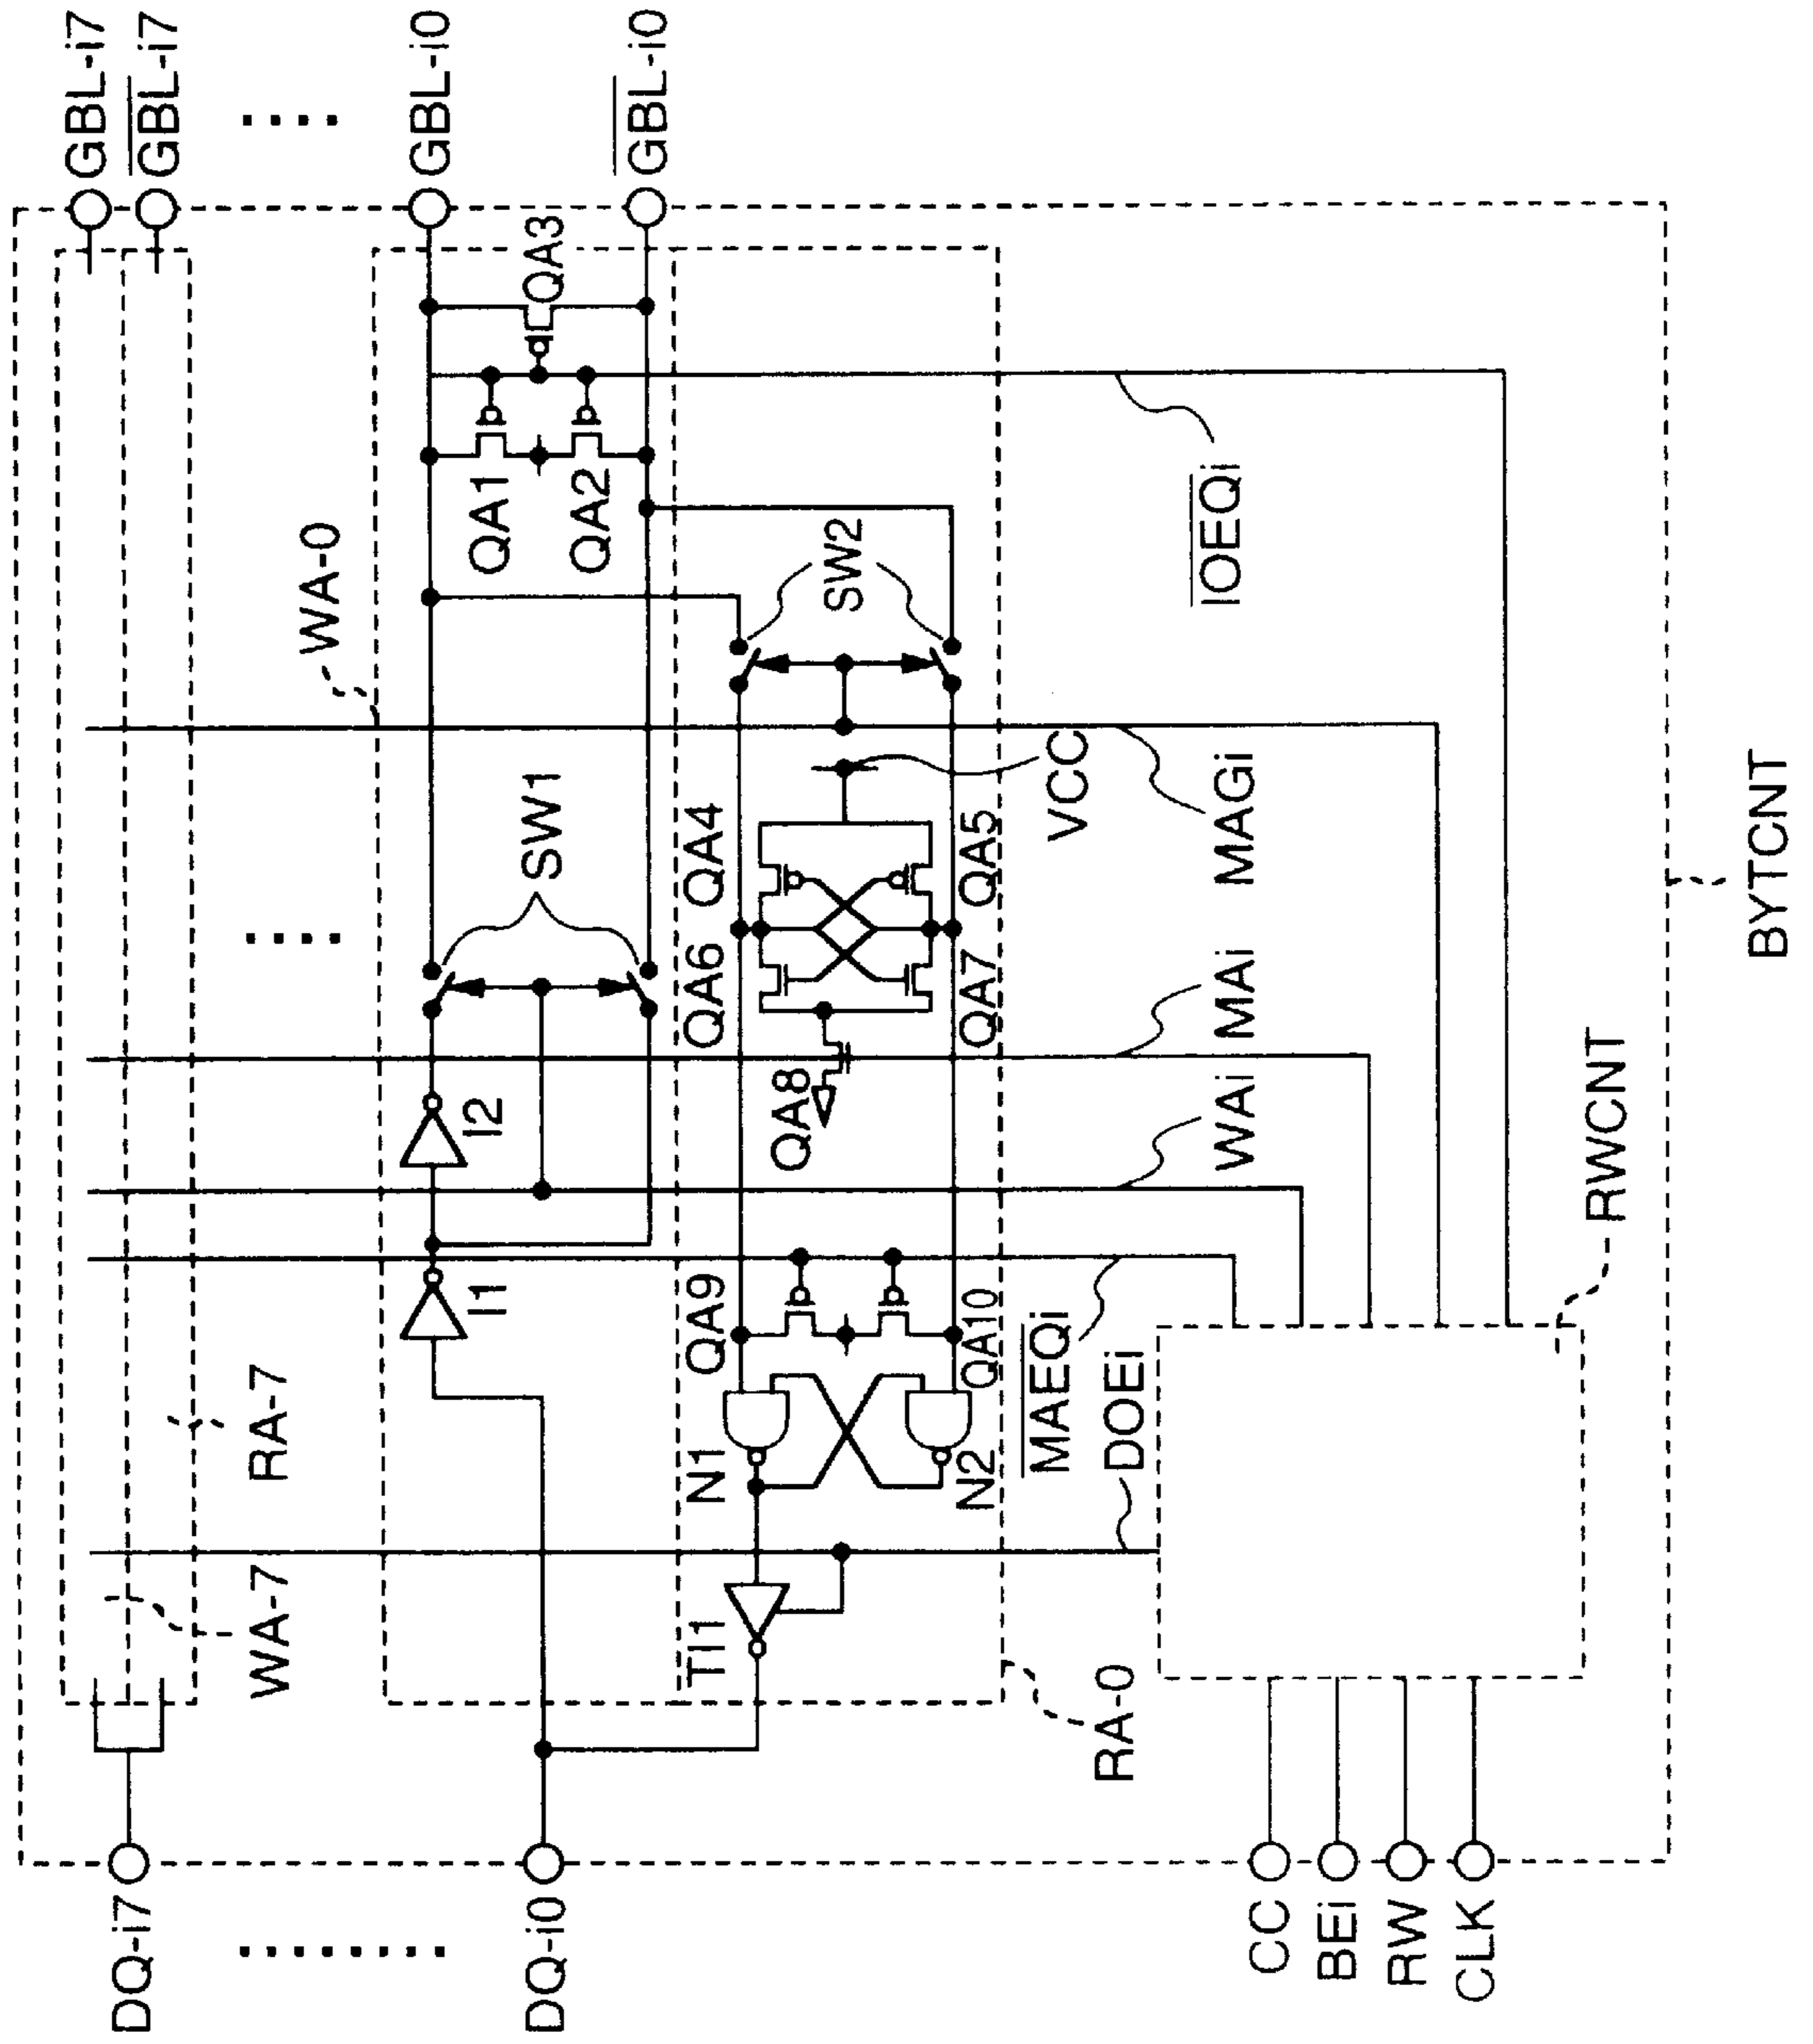 GBL-i7
GBL-i7
GBL-i0
GBL-i0
QA3
QA1
QA2
WA-0
SW2
IOEQi
SW1
VCC
MAGi
QA4
QA5
QA6
QA7
MAi
QA8
I2
WAi
RWCNT
BYTCNT
I1
QA9
QA10
MAEQi
DOEi
N1
N2
RA-7
WA-7
TI1
RA-0
DQ-i7
DQ-i0
CC
BEi
RW
CLK